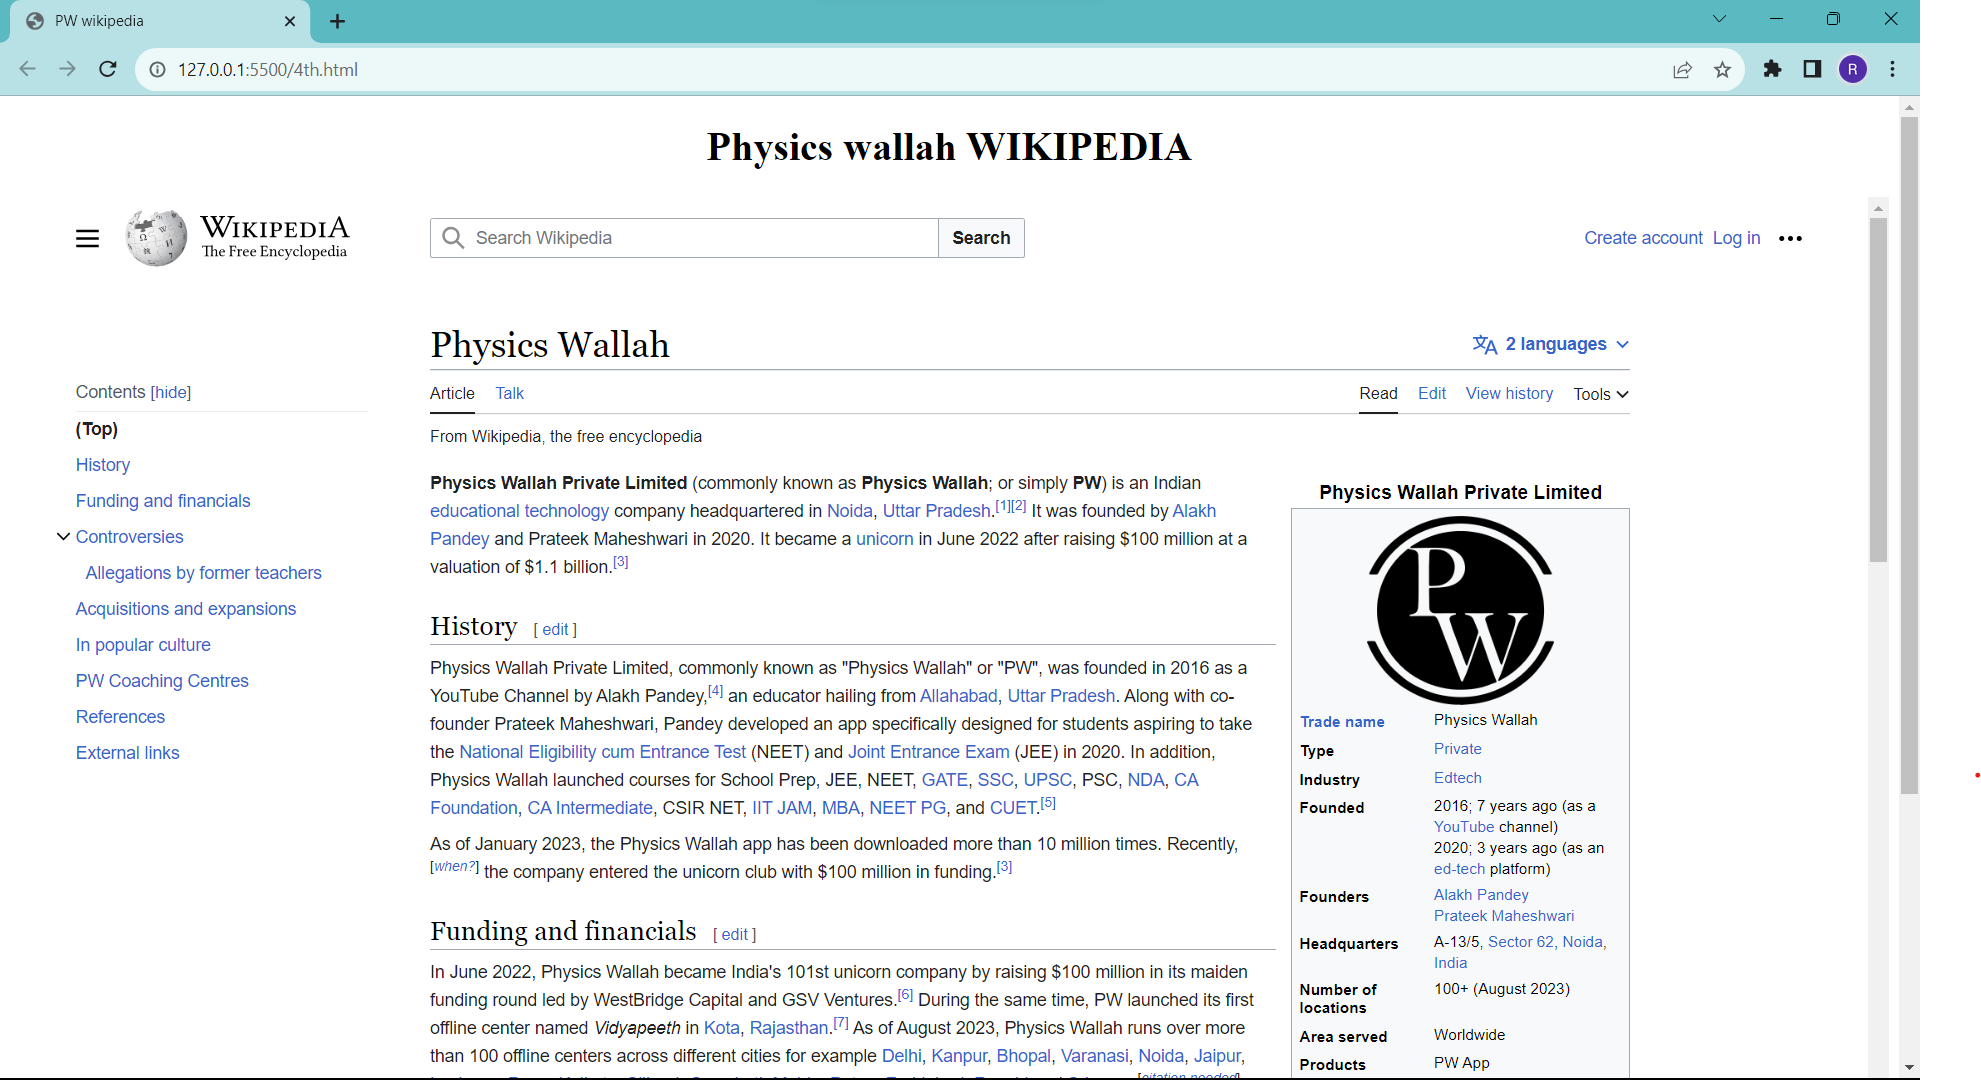 PW wikipedia
127.0.0.1:5500/4th.html
R
Physics wallah WIKIPEDIA
WIKIPEDIA
The Free Encyclopedia
Search Wikipedia
Search
Create account Log in
Physics Wallah
2 languages
Contents [hide]
(Top)
History
Funding and financials
Controversies
Allegations by former teachers
Acquisitions and expansions
In popular culture
PW Coaching Centres
References
External links
Article Talk
Read Edit View history Tools
From Wikipedia, the free encyclopedia
Physics Wallah Private Limited (commonly known as Physics Wallah; or simply PW) is an Indian
educational technology company headquartered in Noida, Uttar Pradesh.[1][2] It was founded by Alakh
Pandey and Prateek Maheshwari in 2020. It became a unicorn in June 2022 after raising $100 million at a
valuation of $1.1 billion.[3]
History [ edit ]
Physics Wallah Private Limited, commonly known as "Physics Wallah" or "PW", was founded in 2016 as a
YouTube Channel by Alakh Pandey,[4] an educator hailing from Allahabad, Uttar Pradesh. Along with co-
founder Prateek Maheshwari, Pandey developed an app specifically designed for students aspiring to take
the National Eligibility cum Entrance Test (NEET) and Joint Entrance Exam (JEE) in 2020. In addition,
Physics Wallah launched courses for School Prep, JEE, NEET, GATE, SSC, UPSC, PSC, NDA, CA
Foundation, CA Intermediate, CSIR NET, IIT JAM, MBA, NEET PG, and CUET.[5]
As of January 2023, the Physics Wallah app has been downloaded more than 10 million times. Recently,
[when?] the company entered the unicorn club with $100 million in funding.[3]
Funding and financials [ edit ]
In June 2022, Physics Wallah became India's 101st unicorn company by raising $100 million in its maiden
funding round led by WestBridge Capital and GSV Ventures.[6] During the same time, PW launched its first
offline center named Vidyapeeth in Kota, Rajasthan.[7] As of August 2023, Physics Wallah runs over more
than 100 offline centers across different cities for example Delhi, Kanpur, Bhopal, Varanasi, Noida, Jaipur,
[citation needed]
Physics Wallah Private Limited
PW
Trade name Physics Wallah
Type Private
Industry Edtech
Founded 2016; 7 years ago (as a
YouTube channel)
2020; 3 years ago (as an
ed-tech platform)
Founders Alakh Pandey
Prateek Maheshwari
Headquarters A-13/5, Sector 62, Noida,
India
Number of 100+ (August 2023)
locations
Area served Worldwide
Products PW App